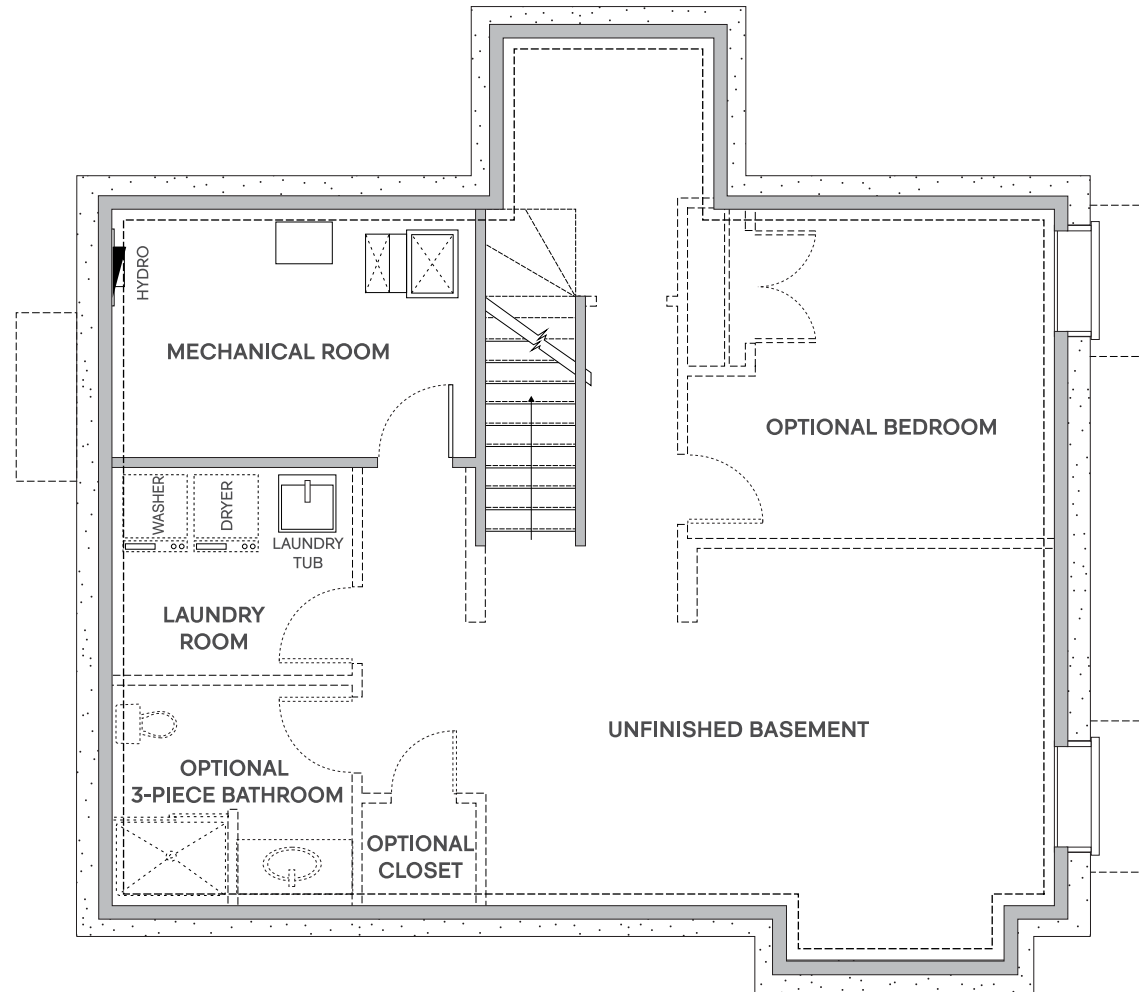 HYDRO
MECHANICAL ROOM
OPTIONAL BEDROOM
WASHER
DRYER
LAUNDRY
TUB
LAUNDRY
ROOM
UNFINISHED BASEMENT
OPTIONAL
3-PIECE BATHROOM
OPTIONAL
CLOSET